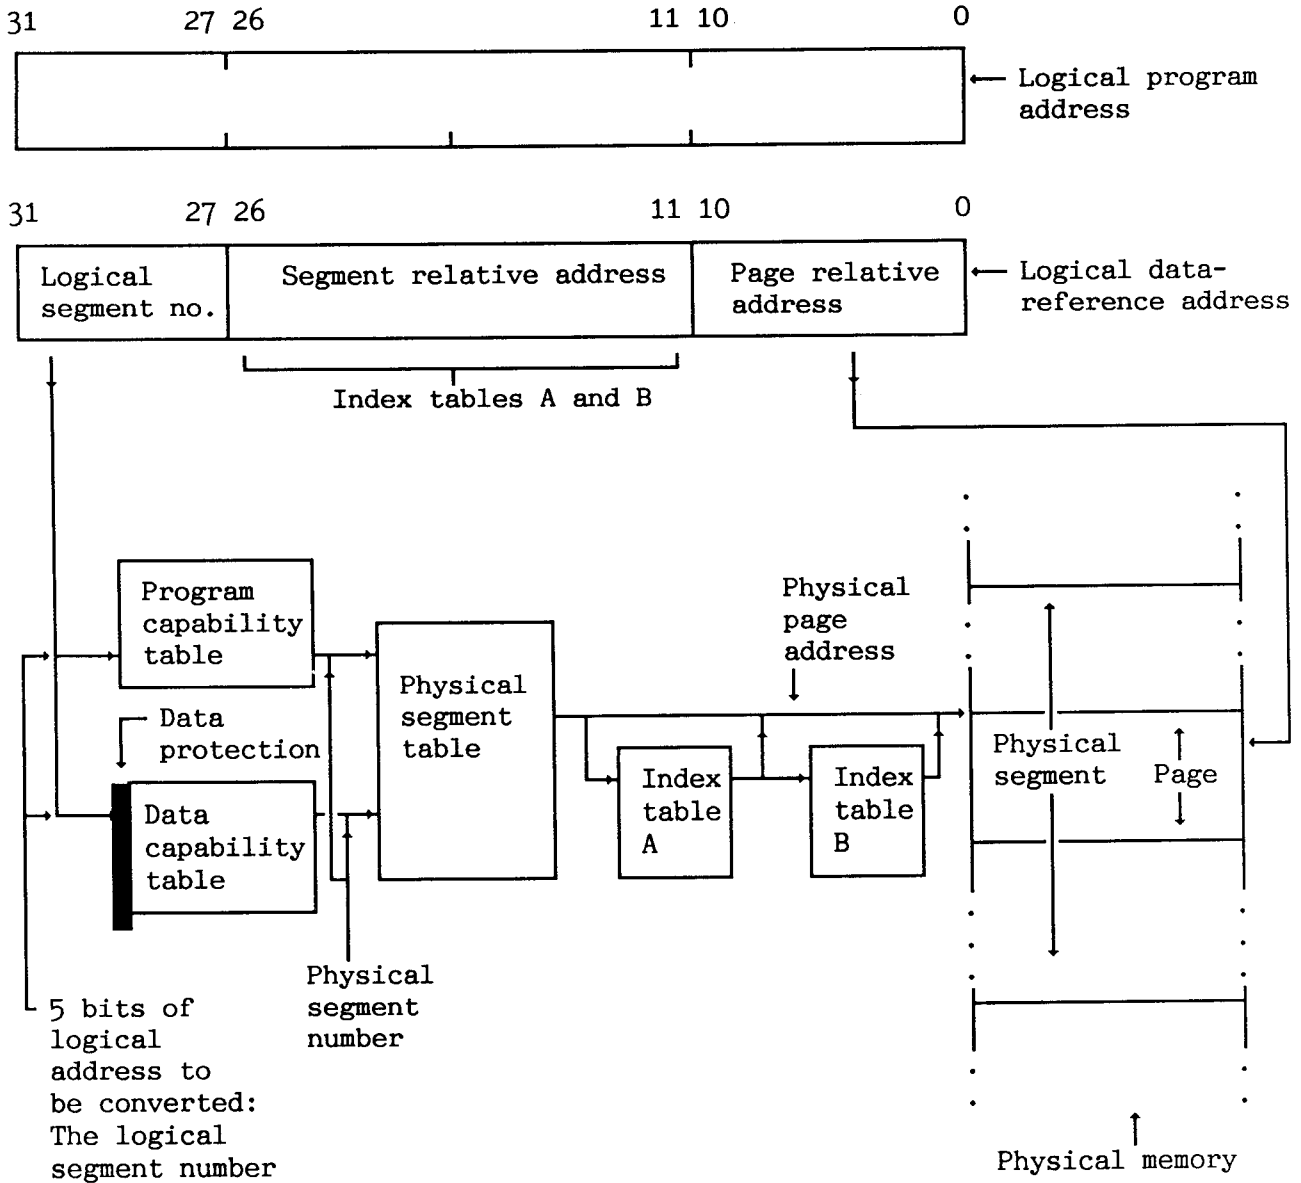 31 27 26 11 10 0
Logical program
address
31 27 26 11 10 0
Logical
segment no.
Segment relative address
Page relative
address
Logical data-
reference address
Index tables A and B
Program
capability
table
Data
protection
Data
capability
table
Physical
segment
table
Physical
page
address
Index
table
A
Index
table
B
Physical
segment
Page
Physical
segment
number
5 bits of
logical
address to
be converted:
The logical
segment number
Physical memory